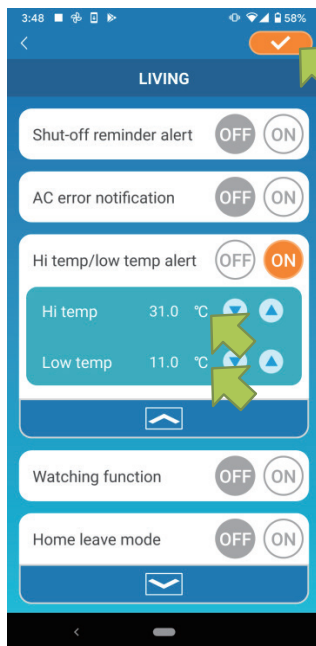 3:48 58%
LIVING
Shut-off reminder alert OFF ON
AC error notification OFF ON
Hi temp/low temp alert OFF ON
Hi temp 31.0 °C
Low temp 11.0 °C
Watching function OFF ON
Home leave mode OFF ON